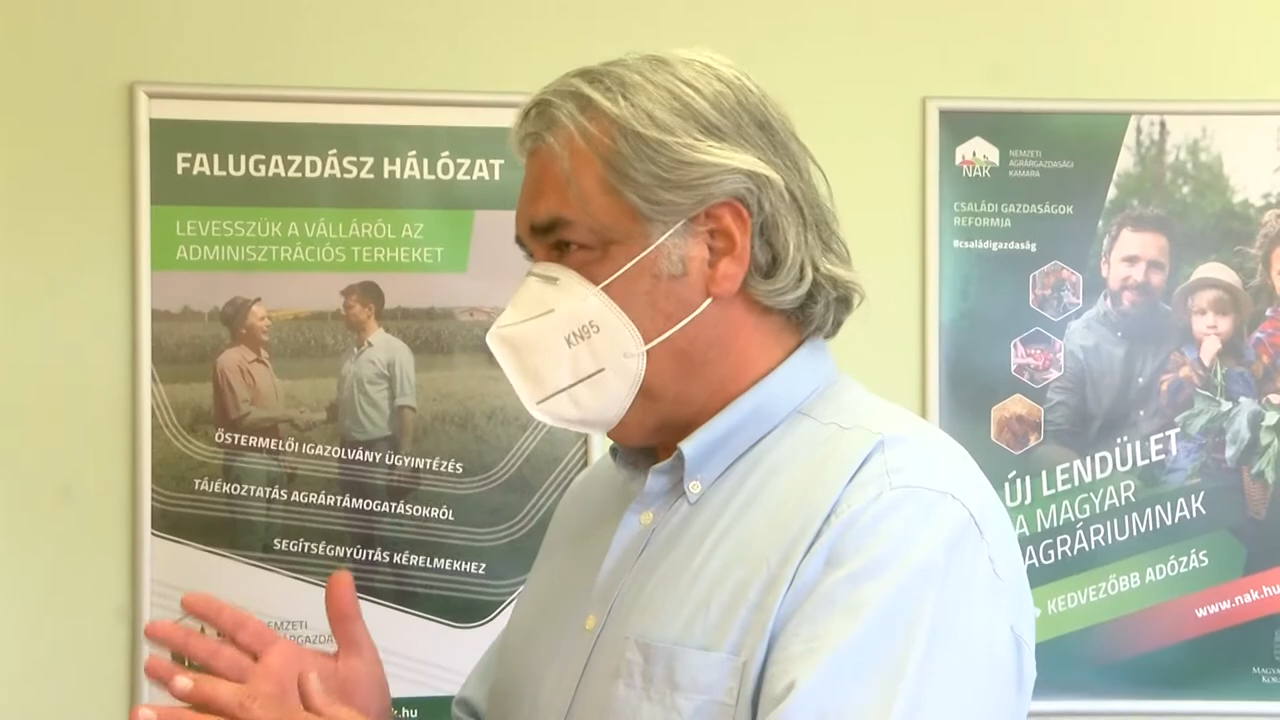 FALUGAZDÁSZ HÁLÓZAT
LEVESSZÜK A VÁLLÁRÓL AZ
ADMINISZTRÁCIÓS TERHEKET
ŐSTERMELŐI IGAZOLVÁNY ÜGYINTÉZÉS
TÁJÉKOZTATÁS AGRÁRTÁMOGATÁSOKRÓL
SEGÍTSÉGNYÚJTÁS KÉRELMEKHEZ
KN95
NAK
NEMZETI
AGRÁRGAZDASÁGI
KAMARA
CSALÁDI GAZDASÁGOK
REFORMJA
#családigazdaság
ÚJ LENDÜLET
A MAGYAR
AGRÁRIUMNAK
KEDVEZŐBB ADÓZÁS
www.nak.hu